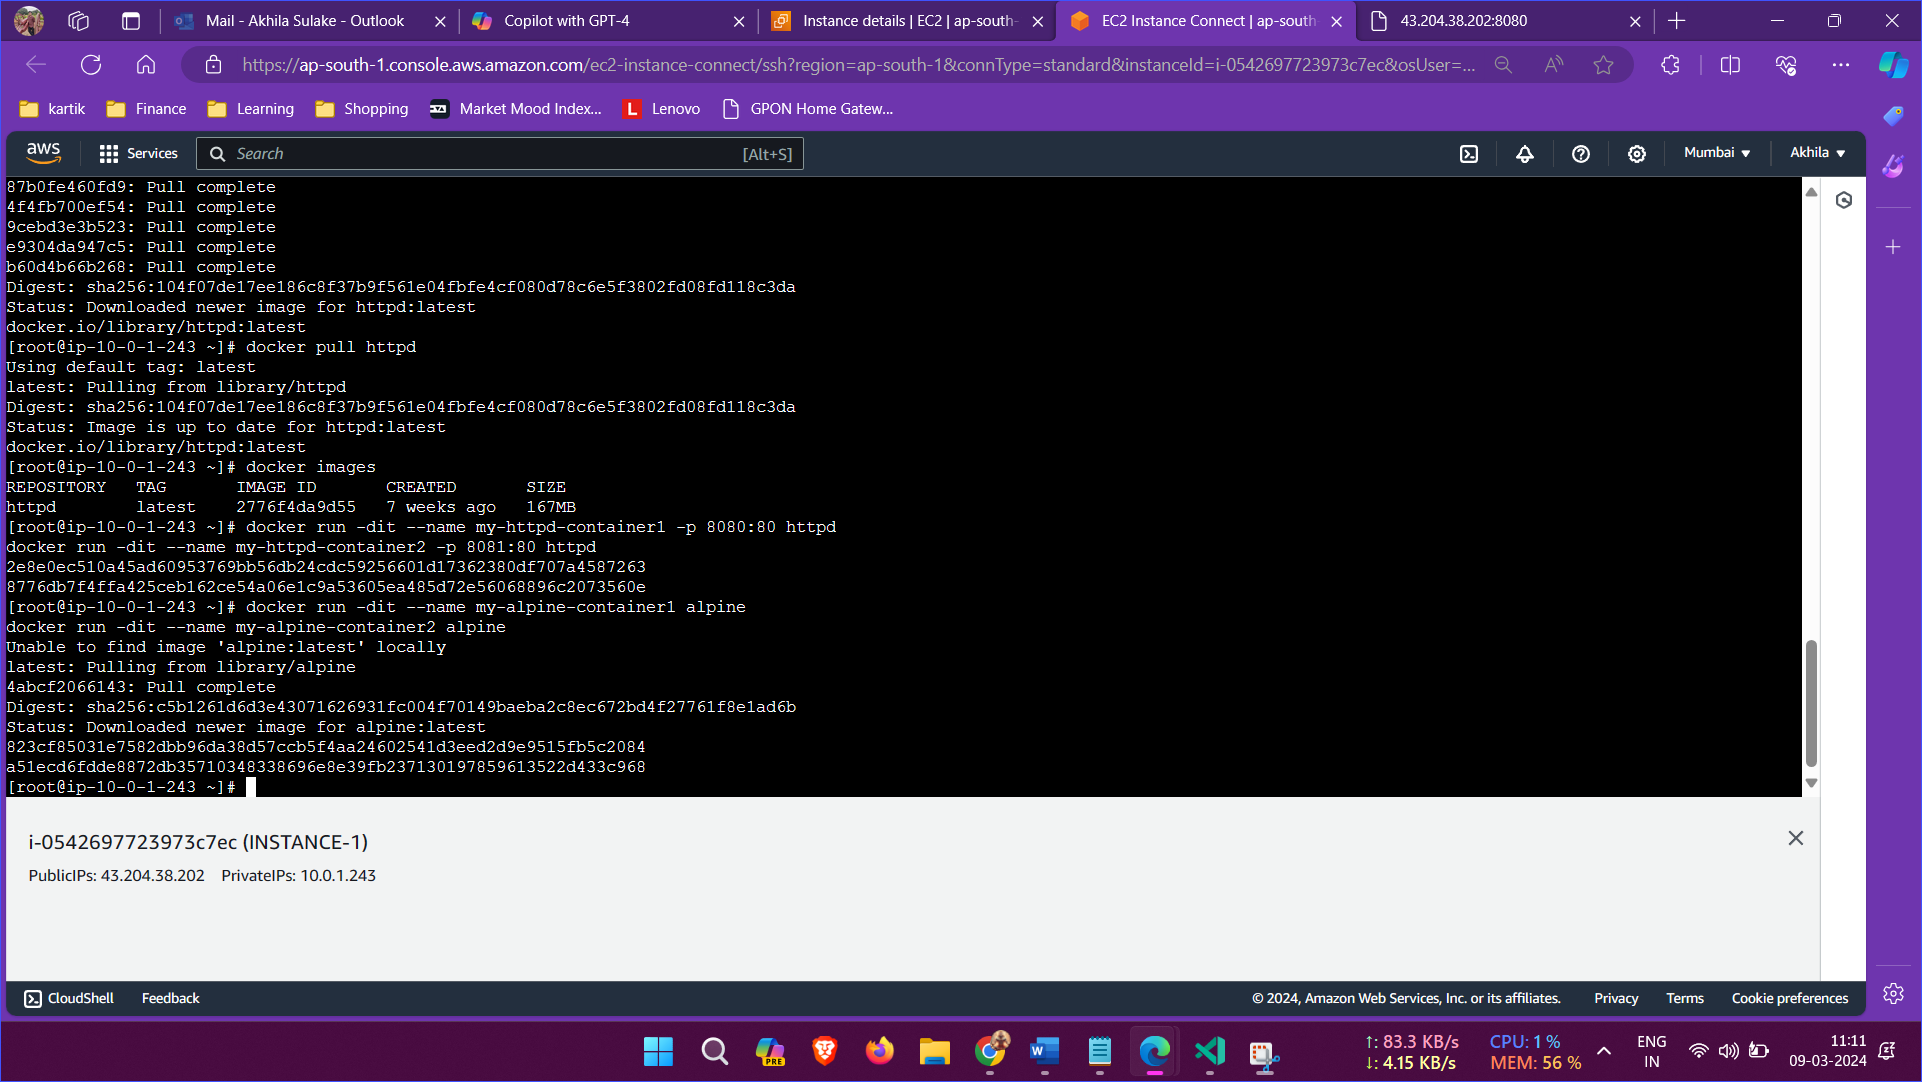 Mail - Akhila Sulake - Outlook
Copilot with GPT-4
Instance details | EC2 | ap-south-
EC2 Instance Connect | ap-south
43.204.38.202:8080
https://ap-south-1.console.aws.amazon.com/ec2-instance-connect/ssh?region=ap-south-1&connType=standard&instanceId=i-0542697723973c7ec&osUser=...
kartik
Finance
Learning
Shopping
Market Mood Index...
Lenovo
GPON Home Gatew...
aws
Services
Search
[Alt+S]
Mumbai
Akhila
87b0fe460fd9: Pull complete
4f4fb700ef54: Pull complete
9cebd3e3b523: Pull complete
e9304da947c5: Pull complete
b60d4b66b268: Pull complete
Digest: sha256:104f07de17ee186c8f37b9f561e04fbfe4cf080d78c6e5f3802fd08fd118c3da
Status: Downloaded newer image for httpd:latest
docker.io/library/httpd:latest
[root@ip-10-0-1-243 ~]# docker pull httpd
Using default tag: latest
latest: Pulling from library/httpd
Digest: sha256:104f07de17ee186c8f37b9f561e04fbfe4cf080d78c6e5f3802fd08fd118c3da
Status: Image is up to date for httpd:latest
docker.io/library/httpd:latest
[root@ip-10-0-1-243 ~]# docker images
REPOSITORY   TAG       IMAGE ID       CREATED       SIZE
httpd        latest    2776f4da9d55   7 weeks ago   167MB
[root@ip-10-0-1-243 ~]# docker run -dit --name my-httpd-container1 -p 8080:80 httpd
docker run -dit --name my-httpd-container2 -p 8081:80 httpd
2e8e0ec510a45ad60953769bb56db24cdc59256601d17362380df707a4587263
8776db7f4ffa425ceb162ce54a06e1c9a53605ea485d72e56068896c2073560e
[root@ip-10-0-1-243 ~]# docker run -dit --name my-alpine-container1 alpine
docker run -dit --name my-alpine-container2 alpine
Unable to find image 'alpine:latest' locally
latest: Pulling from library/alpine
4abcf2066143: Pull complete
Digest: sha256:c5b1261d6d3e43071626931fc004f70149baeba2c8ec672bd4f27761f8e1ad6b
Status: Downloaded newer image for alpine:latest
823cf85031e7582dbb96da38d57ccb5f4aa24602541d3eed2d9e9515fb5c2084
a51ecd6fdde8872db35710348338696e8e39fb237130197859613522d433c968
[root@ip-10-0-1-243 ~]#
i-0542697723973c7ec (INSTANCE-1)
PublicIPs: 43.204.38.202   PrivateIPs: 10.0.1.243
CloudShell
Feedback
© 2024, Amazon Web Services, Inc. or its affiliates.
Privacy
Terms
Cookie preferences
PRE
↑: 83.3 KB/s
↓: 4.15 KB/s
CPU: 1 %
MEM: 56 %
ENG
IN
11:11
09-03-2024